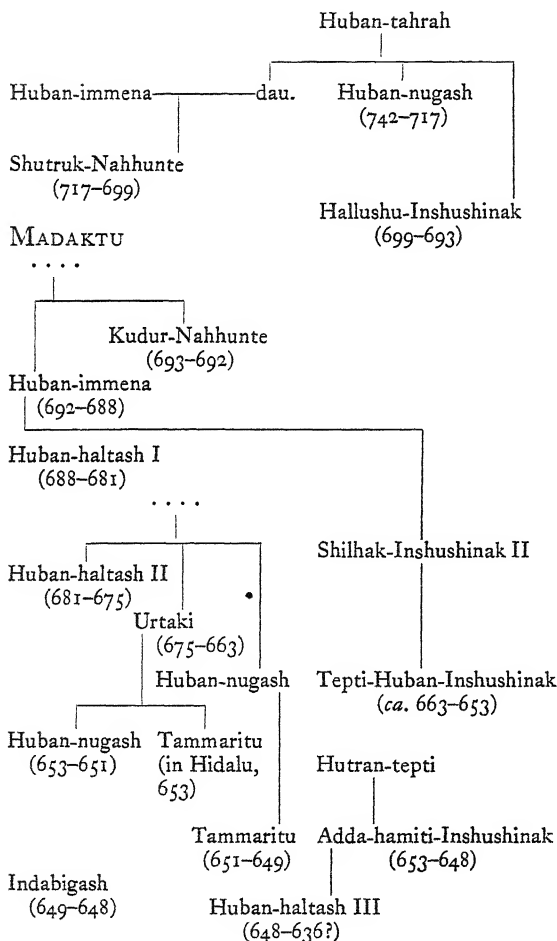 Huban-tahrah
Huban-immena dau. Huban-nugash
(742–717)
Shutruk-Nahhunte
(717–699)
Hallushu-Inshushinak
(699–693)
MADAKTU
. . . .
Kudur-Nahhunte
(693–692)
Huban-immena
(692–688)
Huban-haltash I
(688–681)
. . . .
Shilhak-Inshushinak II
Huban-haltash II
(681–675)
Urtaki
(675–663)
Huban-nugash Tepti-Huban-Inshushinak
(ca. 663–653)
Huban-nugash Tammaritu
(653–651) (in Hidalu,
653)
Hutran-tepti
Tammaritu Adda-hamiti-Inshushinak
(651–649) (653–648)
Indabigash
(649–648)
Huban-haltash III
(648–636?)